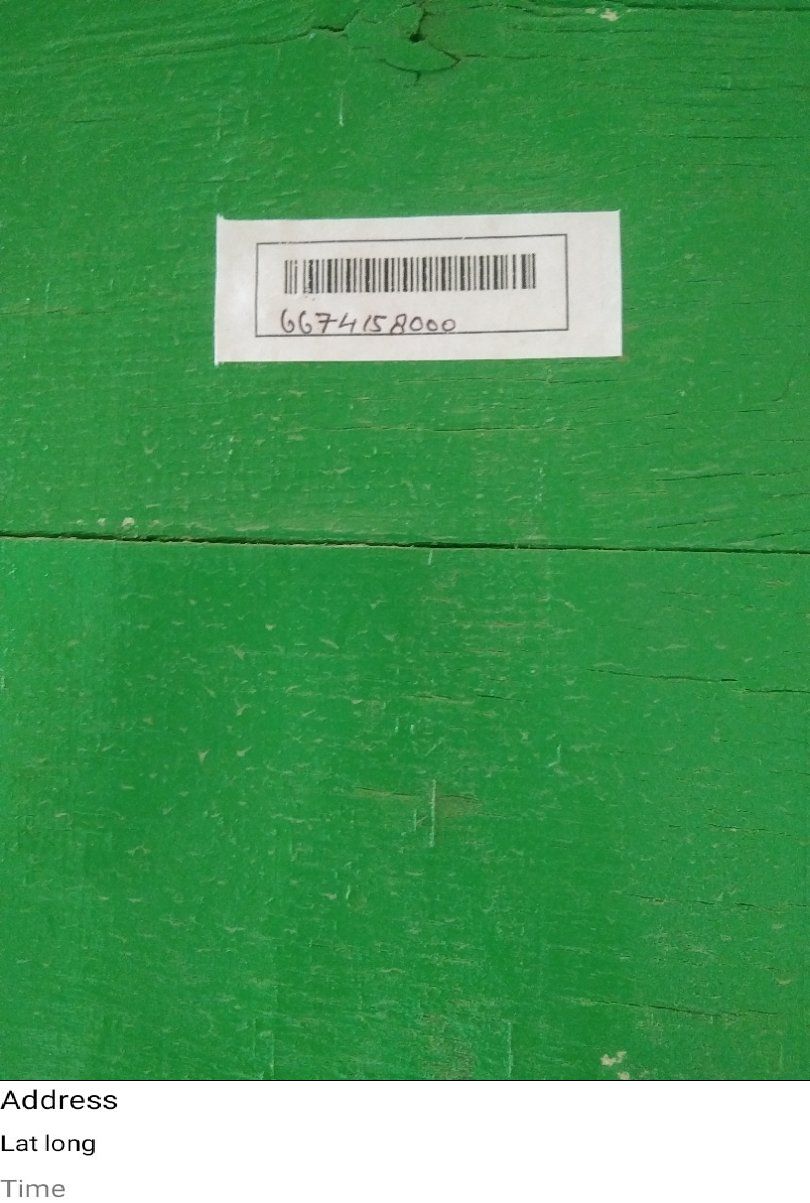 6674158000
Address
Lat long
Time